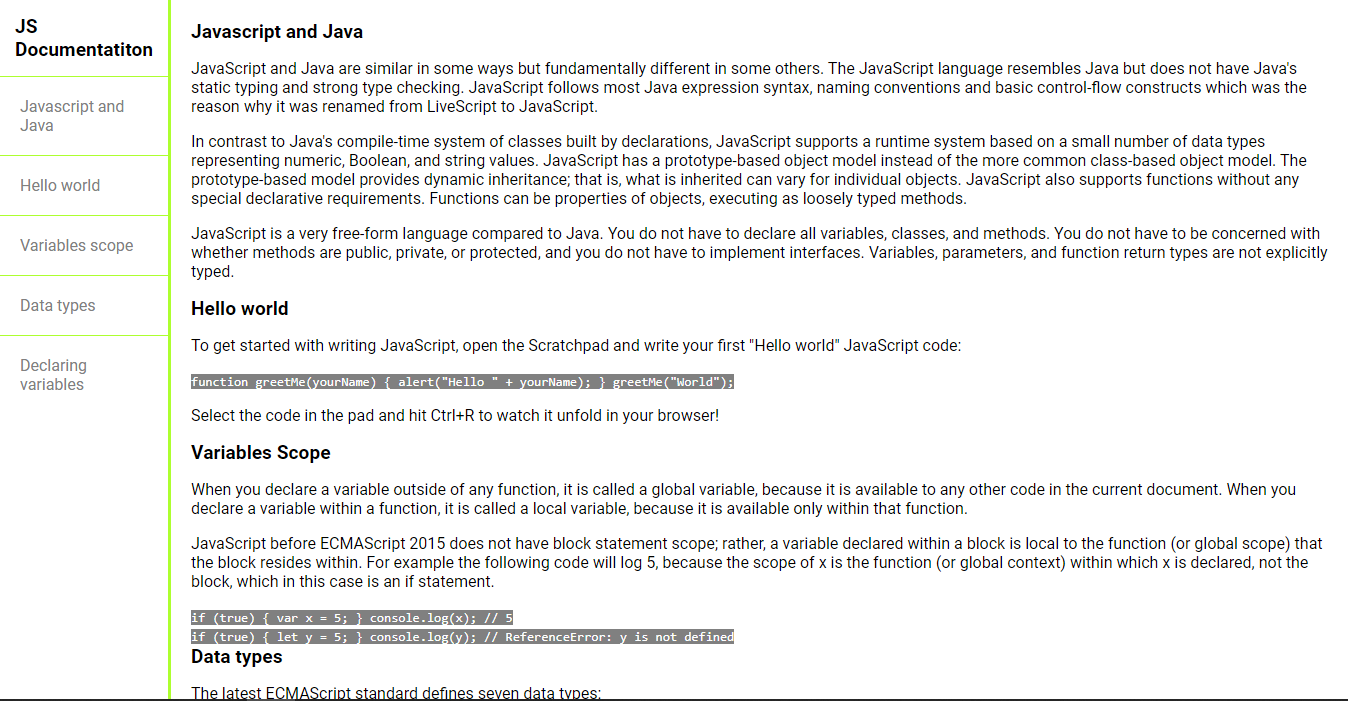 JS
Documentatiton
Javascript and
Java
Hello world
Variables scope
Data types
Declaring
variables
Javascript and Java
JavaScript and Java are similar in some ways but fundamentally different in some others. The JavaScript language resembles Java but does not have Java's
static typing and strong type checking. JavaScript follows most Java expression syntax, naming conventions and basic control-flow constructs which was the
reason why it was renamed from LiveScript to JavaScript.
In contrast to Java's compile-time system of classes built by declarations, JavaScript supports a runtime system based on a small number of data types
representing numeric, Boolean, and string values. JavaScript has a prototype-based object model instead of the more common class-based object model. The
prototype-based model provides dynamic inheritance; that is, what is inherited can vary for individual objects. JavaScript also supports functions without any
special declarative requirements. Functions can be properties of objects, executing as loosely typed methods.
JavaScript is a very free-form language compared to Java. You do not have to declare all variables, classes, and methods. You do not have to be concerned with
whether methods are public, private, or protected, and you do not have to implement interfaces. Variables, parameters, and function return types are not explicitly
typed.
Hello world
To get started with writing JavaScript, open the Scratchpad and write your first "Hello world" JavaScript code:
function greetMe(yourName) { alert("Hello " + yourName); } greetMe("World");
Select the code in the pad and hit Ctrl+R to watch it unfold in your browser!
Variables Scope
When you declare a variable outside of any function, it is called a global variable, because it is available to any other code in the current document. When you
declare a variable within a function, it is called a local variable, because it is available only within that function.
JavaScript before ECMAScript 2015 does not have block statement scope; rather, a variable declared within a block is local to the function (or global scope) that
the block resides within. For example the following code will log 5, because the scope of x is the function (or global context) within which x is declared, not the
block, which in this case is an if statement.
if (true) { var x = 5; } console.log(x); // 5
if (true) { let y = 5; } console.log(y); // ReferenceError: y is not defined
Data types
The latest ECMAScript standard defines seven data types: